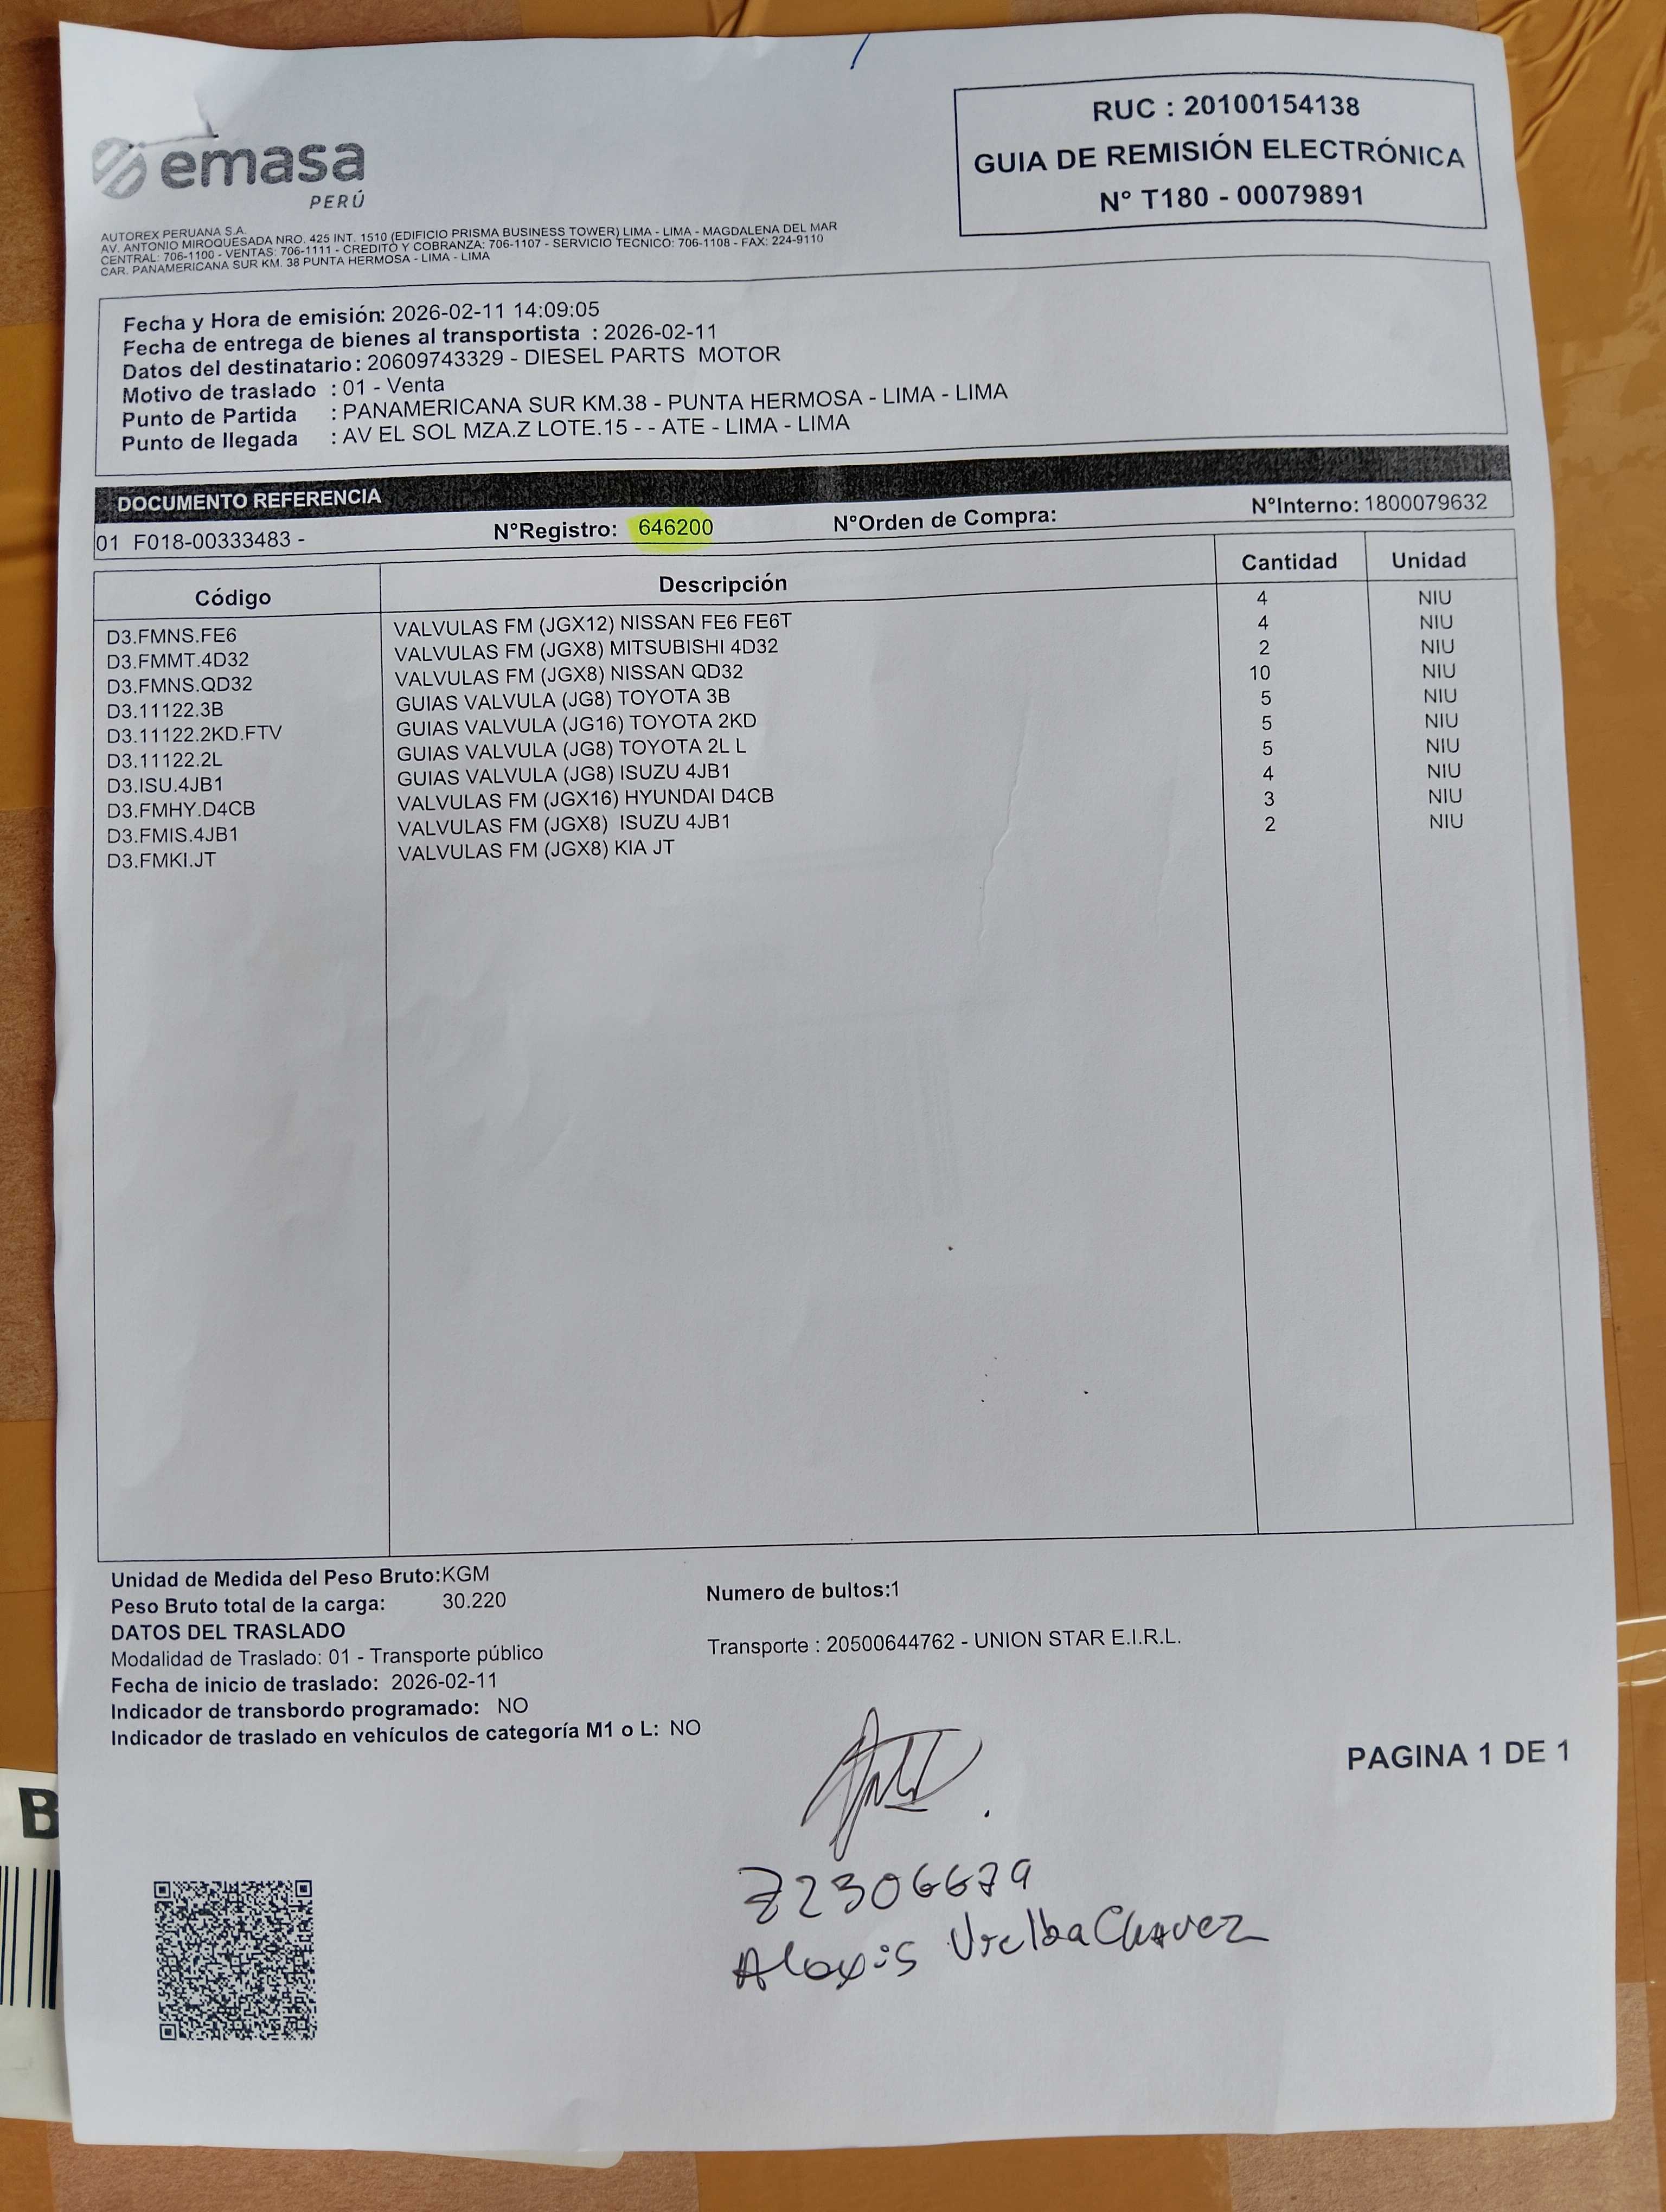 emasa
PERÚ
RUC : 20100154138
GUIA DE REMISIÓN ELECTRÓNICA
Nº T180 - 00079891
AUTOREX PERUANA S.A.
AV. ANTONIO MIROQUESADA NRO. 425 INT. 1510 (EDIFICIO PRISMA BUSINESS TOWER) LIMA - LIMA - MAGDALENA DEL MAR
CENTRAL: 706-1100 - VENTAS: 706-1111 - CREDITO Y COBRANZA: 706-1107 - SERVICIO TECNICO: 706-1108 - FAX: 224-9110
CAR. PANAMERICANA SUR KM. 38 PUNTA HERMOSA - LIMA - LIMA
Fecha y Hora de emisión: 2026-02-11 14:09:05
Fecha de entrega de bienes al transportista : 2026-02-11
Datos del destinatario: 20609743329 - DIESEL PARTS MOTOR
Motivo de traslado : 01 - Venta
Punto de Partida : PANAMERICANA SUR KM.38 - PUNTA HERMOSA - LIMA - LIMA
Punto de llegada : AV EL SOL MZA.Z LOTE.15 - - ATE - LIMA - LIMA
DOCUMENTO REFERENCIA
01 F018-00333483 - NºRegistro: 646200 NºOrden de Compra: NºInterno: 1800079632
Código Descripción Cantidad Unidad
D3.FMNS.FE6 VALVULAS FM (JGX12) NISSAN FE6 FE6T 4 NIU
D3.FMMT.4D32 VALVULAS FM (JGX8) MITSUBISHI 4D32 4 NIU
D3.FMNS.QD32 VALVULAS FM (JGX8) NISSAN QD32 2 NIU
D3.11122.3B GUIAS VALVULA (JG8) TOYOTA 3B 10 NIU
D3.11122.2KD.FTV GUIAS VALVULA (JG16) TOYOTA 2KD 5 NIU
D3.11122.2L GUIAS VALVULA (JG8) TOYOTA 2L L 5 NIU
D3.ISU.4JB1 GUIAS VALVULA (JG8) ISUZU 4JB1 5 NIU
D3.FMHY.D4CB VALVULAS FM (JGX16) HYUNDAI D4CB 4 NIU
D3.FMIS.4JB1 VALVULAS FM (JGX8) ISUZU 4JB1 3 NIU
D3.FMKI.JT VALVULAS FM (JGX8) KIA JT 2 NIU
Unidad de Medida del Peso Bruto:KGM
Peso Bruto total de la carga: 30.220 Numero de bultos:1
DATOS DEL TRASLADO
Modalidad de Traslado: 01 - Transporte público Transporte : 20500644762 - UNION STAR E.I.R.L.
Fecha de inicio de traslado: 2026-02-11
Indicador de transbordo programado: NO
Indicador de traslado en vehículos de categoría M1 o L: NO
PAGINA 1 DE 1
B
72306679
Alexis Chavez